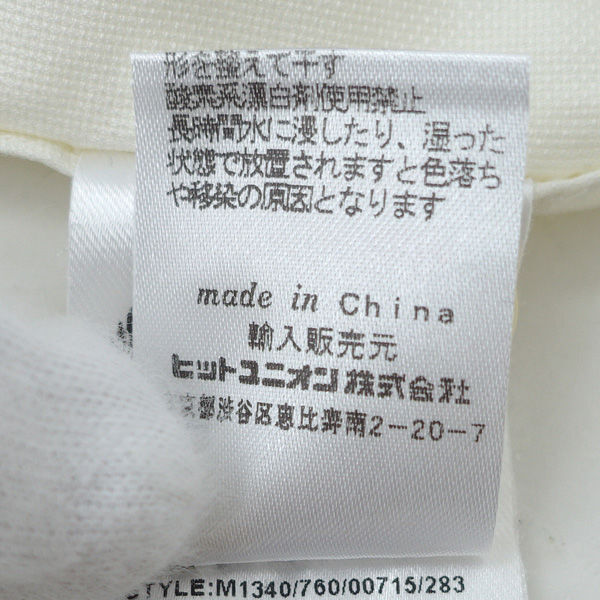 形を整えて干す
酸素系漂白剤使用禁止
長時間水に浸したり、湿った
状態で放置されますと色落ち
や移染の原因となります
made in China
輸入販売元
ヒットユニオン株式会社
東京都渋谷区恵比寿南2-20-7
STYLE:M1340/760/00715/283